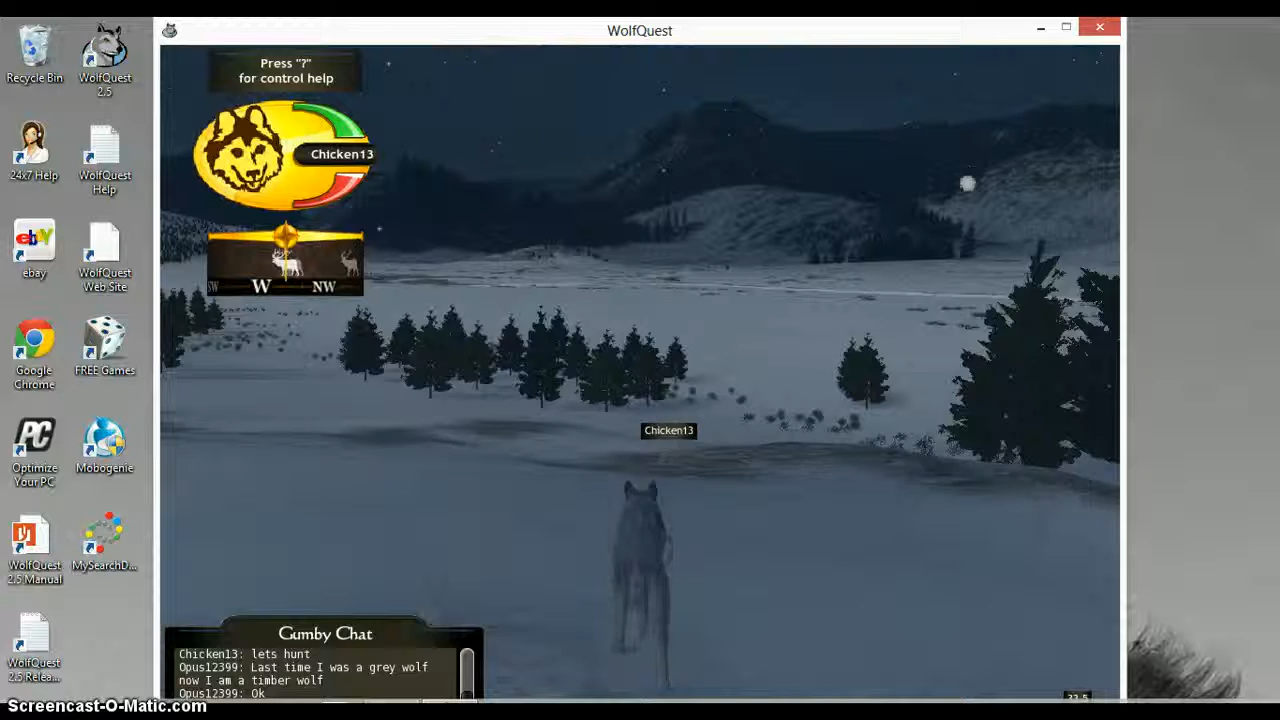 WolfQuest
Recycle Bin
WolfQuest
2.5
24x7 Help
WolfQuest
Help
ebay
ebay
WolfQuest
Web Site
Google
Chrome
FREE Games
PC
Optimize
Your PC
Mobogenie
WolfQuest
2.5 Manual
MySearchD...
WolfQuest
2.5 Relea...
Press "?"
for control help
Chicken13
SW W NW
Chicken13
Gumby Chat
Chicken13: lets hunt
Opus12399: Last time I was a grey wolf
now I am a timber wolf
Opus12399: Ok
Screencast-O-Matic.com